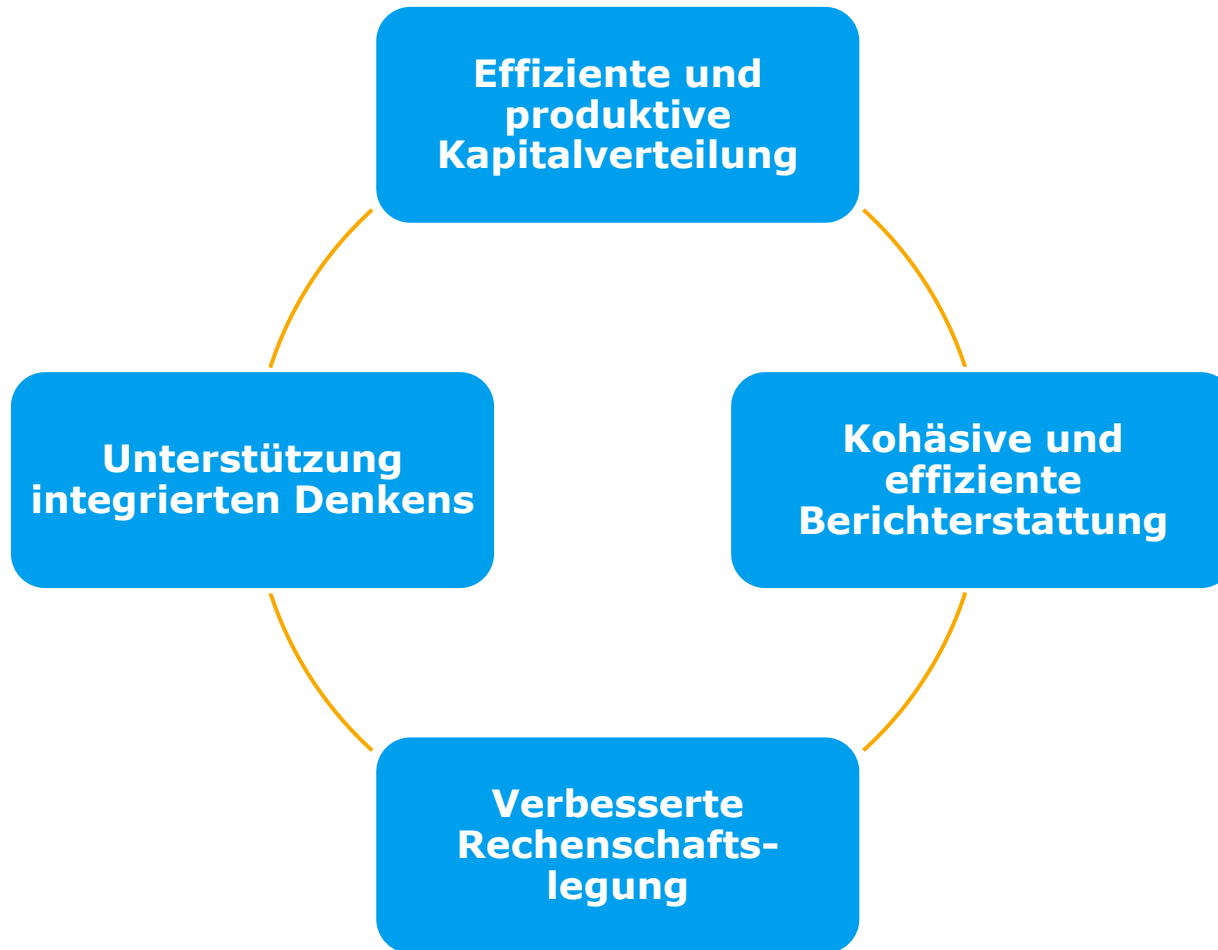 Effiziente und
produktive
Kapitalverteilung
Unterstützung
integrierten Denkens
Kohäsive und
effiziente
Berichterstattung
Verbesserte
Rechenschafts-
legung